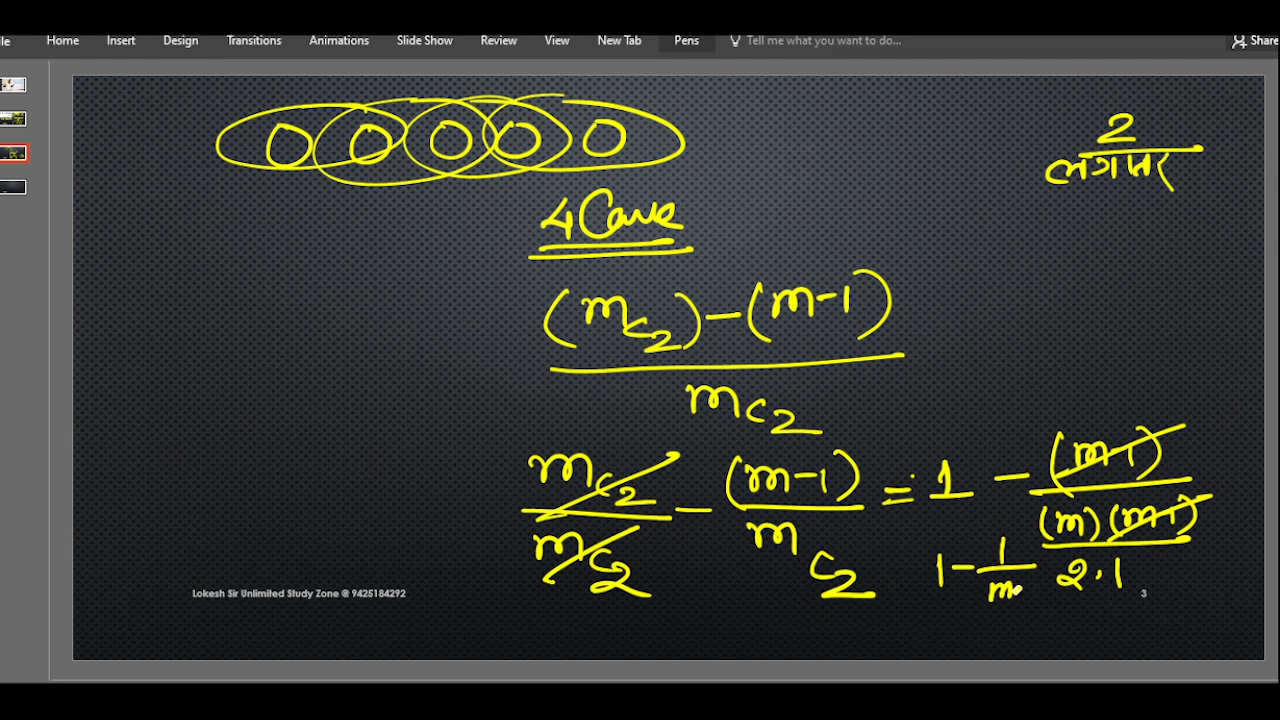 Home Insert Design Transitions Animations Slide Show Review View New Tab Pens Tell me what you want to do... Share
2
लगातार
4 Case
(mC2) - (m-1)
mC2
mC2 - (m-1) = 1 - (m-1)
mC2 mC2 (m)(m-1)
1 - 1 2.1
m
Lokesh Sir Unlimited Study Zone @ 9425184292 3